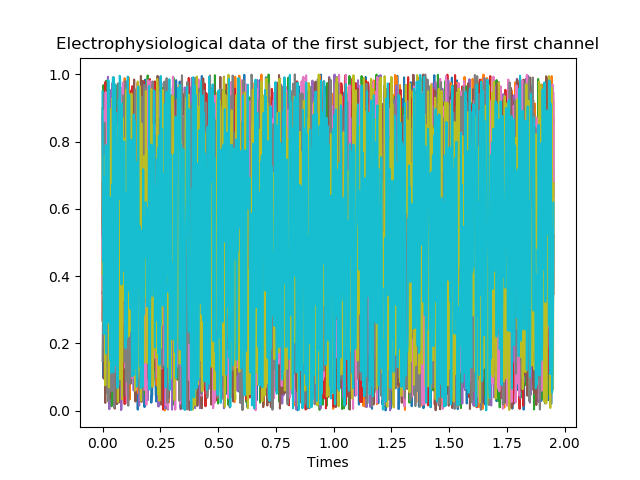 Electrophysiological data of the first subject, for the first channel
1.0
0.8
0.6
0.4
0.2
0.0
0.00 0.25 0.50 0.75 1.00 1.25 1.50 1.75 2.00
Times